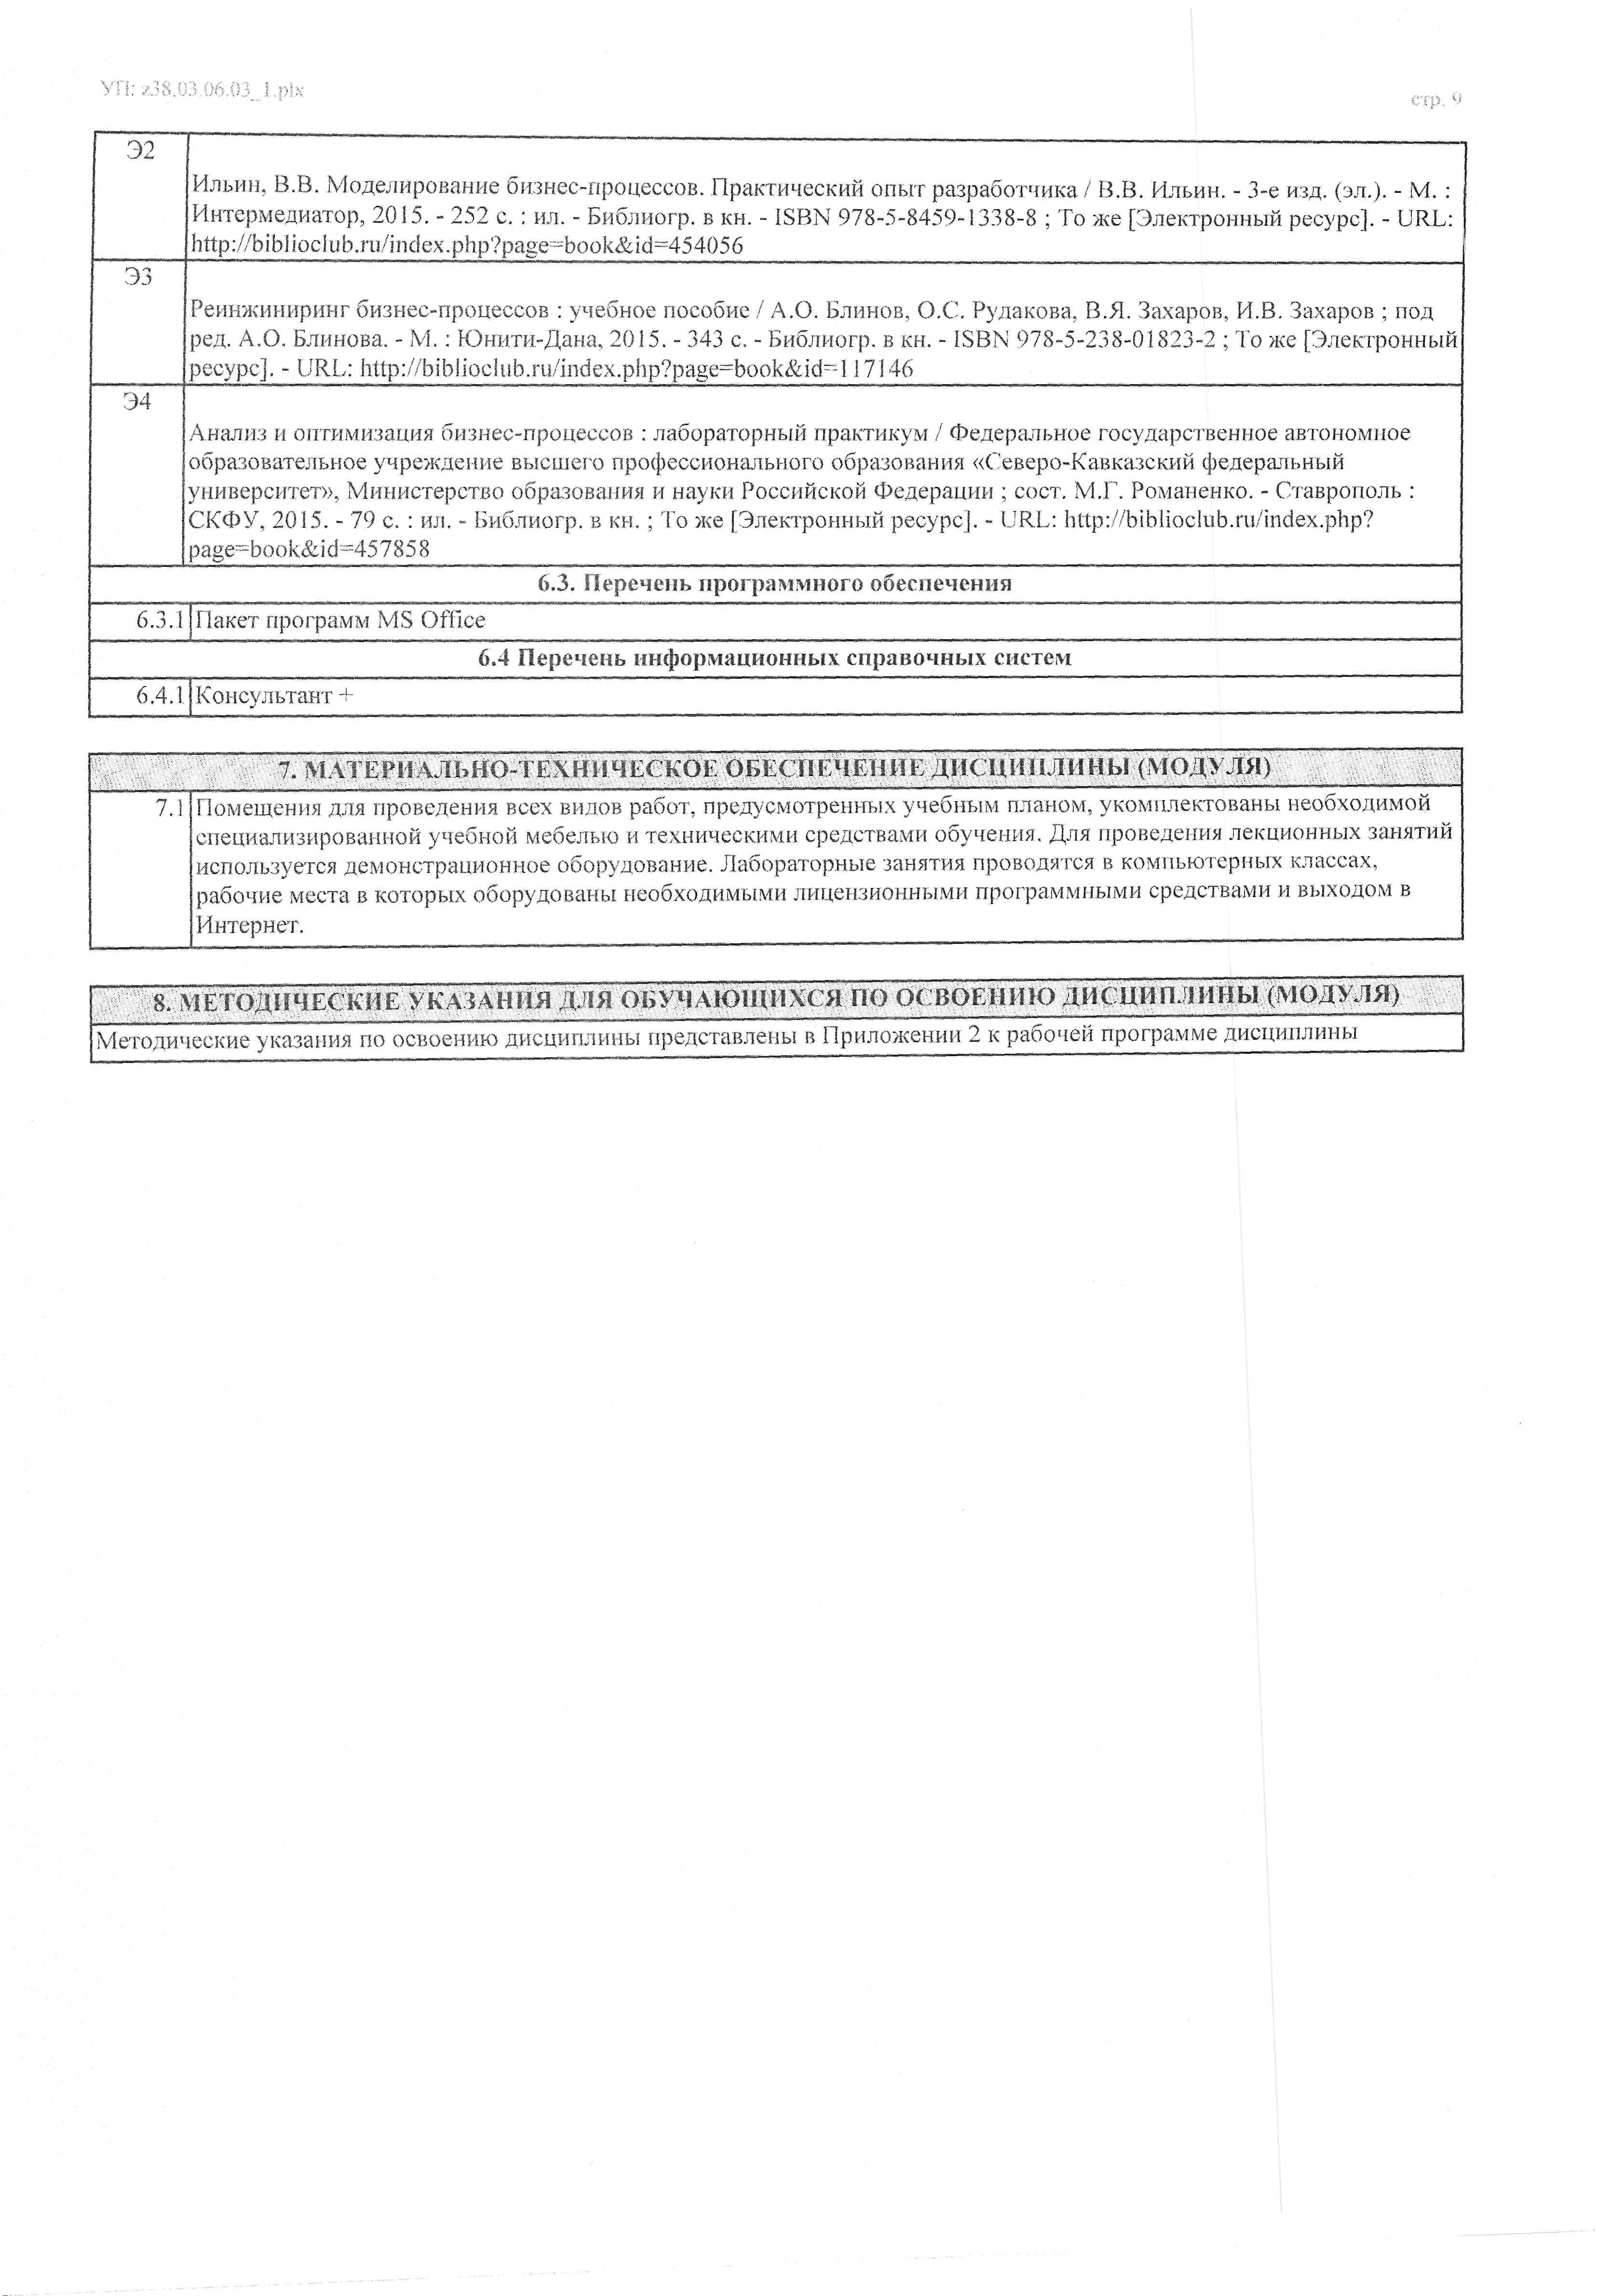 УП: z38.03.06.03_1.plx
стр. 9
Э2
Ильин, В.В. Моделирование бизнес-процессов. Практический опыт разработчика / В.В. Ильин. - 3-е изд. (эл.). - М. :
Интермедиатор, 2015. - 252 с. : ил. - Библиогр. в кн. - ISBN 978-5-8459-1338-8 ; То же [Электронный ресурс]. - URL:
http://biblioclub.ru/index.php?page=book&id=454056
Э3
Реинжиниринг бизнес-процессов : учебное пособие / А.О. Блинов, О.С. Рудакова, В.Я. Захаров, И.В. Захаров ; под
ред. А.О. Блинова. - М. : Юнити-Дана, 2015. - 343 с. - Библиогр. в кн. - ISBN 978-5-238-01823-2 ; То же [Электронный
ресурс]. - URL: http://biblioclub.ru/index.php?page=book&id=117146
Э4
Анализ и оптимизация бизнес-процессов : лабораторный практикум / Федеральное государственное автономное
образовательное учреждение высшего профессионального образования «Северо-Кавказский федеральный
университет», Министерство образования и науки Российской Федерации ; сост. М.Г. Романенко. - Ставрополь :
СКФУ, 2015. - 79 с. : ил. - Библиогр. в кн. ; То же [Электронный ресурс]. - URL: http://biblioclub.ru/index.php?
page=book&id=457858
6.3. Перечень программного обеспечения
6.3.1 Пакет программ MS Office
6.4 Перечень информационных справочных систем
6.4.1 Консультант +
7. МАТЕРИАЛЬНО-ТЕХНИЧЕСКОЕ ОБЕСПЕЧЕНИЕ ДИСЦИПЛИНЫ (МОДУЛЯ)
7.1 Помещения для проведения всех видов работ, предусмотренных учебным планом, укомплектованы необходимой
специализированной учебной мебелью и техническими средствами обучения. Для проведения лекционных занятий
используется демонстрационное оборудование. Лабораторные занятия проводятся в компьютерных классах,
рабочие места в которых оборудованы необходимыми лицензионными программными средствами и выходом в
Интернет.
8. МЕТОДИЧЕСКИЕ УКАЗАНИЯ ДЛЯ ОБУЧАЮЩИХСЯ ПО ОСВОЕНИЮ ДИСЦИПЛИНЫ (МОДУЛЯ)
Методические указания по освоению дисциплины представлены в Приложении 2 к рабочей программе дисциплины